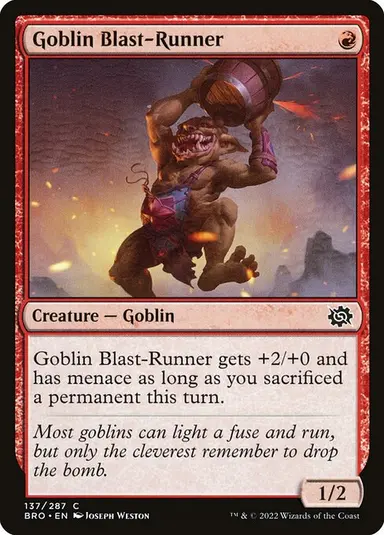 Goblin Blast-Runner
Creature — Goblin
Goblin Blast-Runner gets +2/+0 and
has menace as long as you sacrificed
a permanent this turn.
Most goblins can light a fuse and run,
but only the cleverest remember to drop
the bomb.
1/2
137/287 C
BRO • EN Joseph Weston
™ & © 2022 Wizards of the Coast